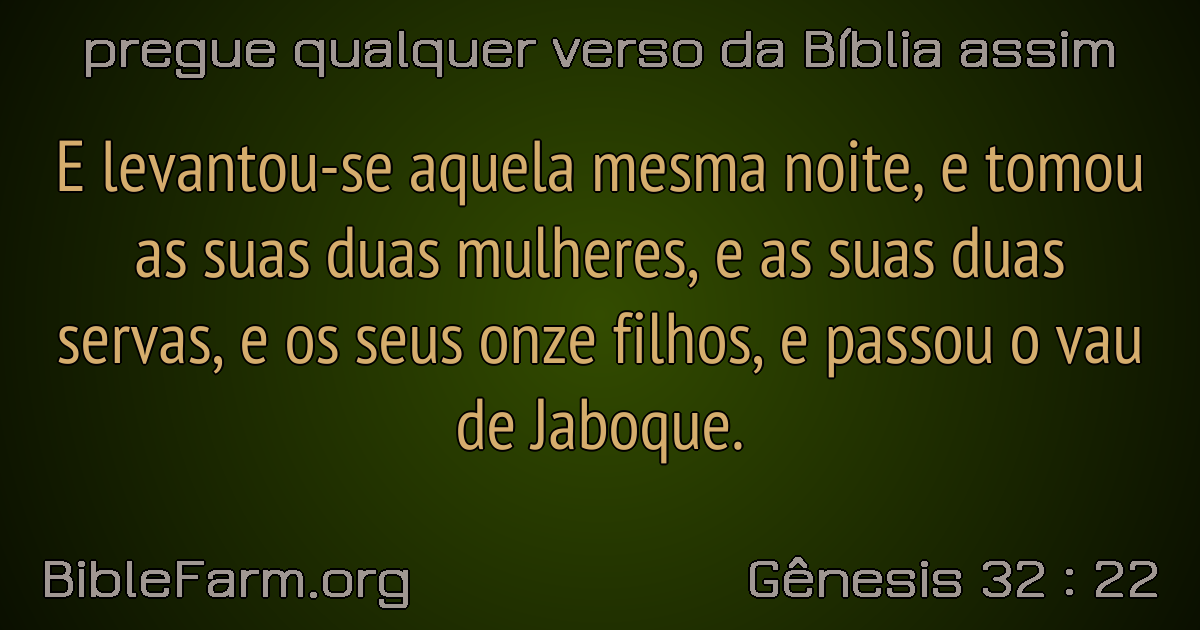 pregue qualquer verso da Bíblia assim
E levantou-se aquela mesma noite, e tomou
as suas duas mulheres, e as suas duas
servas, e os seus onze filhos, e passou o vau
de Jaboque.
BibleFarm.org
Gênesis 32 : 22